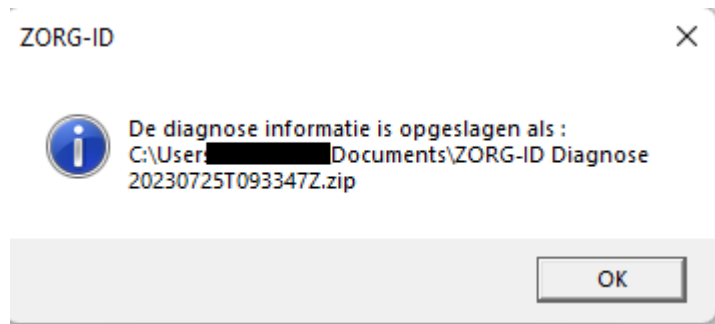 ZORG-ID
De diagnose informatie is opgeslagen als :
C:\Users Documents\ZORG-ID Diagnose
20230725T093347Z.zip
OK